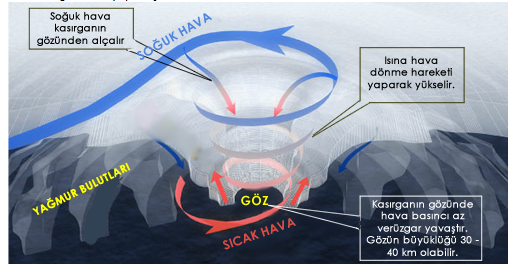 Soğuk hava
kasırganın
gözünden alçalır
SOĞUK HAVA
Isına hava
dönme hareketi
yaparak yükselir.
YAĞMUR BULUTLARI
GÖZ
SICAK HAVA
Kasırganın gözünde
hava basıncı az
verüzgar yavaştır.
Gözün büyüklüğü 30 -
40 km olabilir.